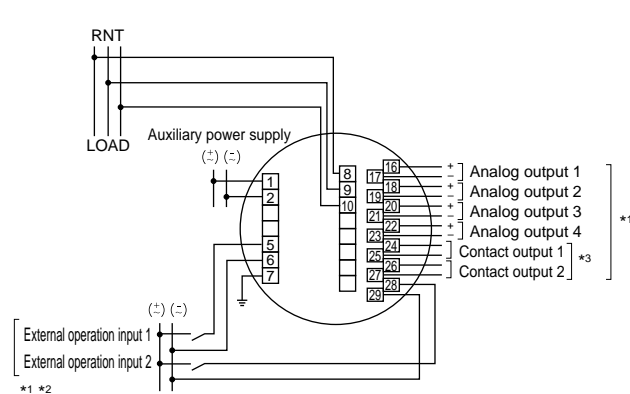 RNT
LOAD
Auxiliary power supply
(+ ~) (- ~)
1
2
5
6
7
8
9
10
16
17
18
19
20
21
22
23
24
25
26
27
28
29
+
−
Analog output 1
+
−
Analog output 2
+
−
Analog output 3
+
−
Analog output 4
Contact output 1
Contact output 2
*3
*1
(+ ~) (- ~)
External operation input 1
External operation input 2
*1 *2